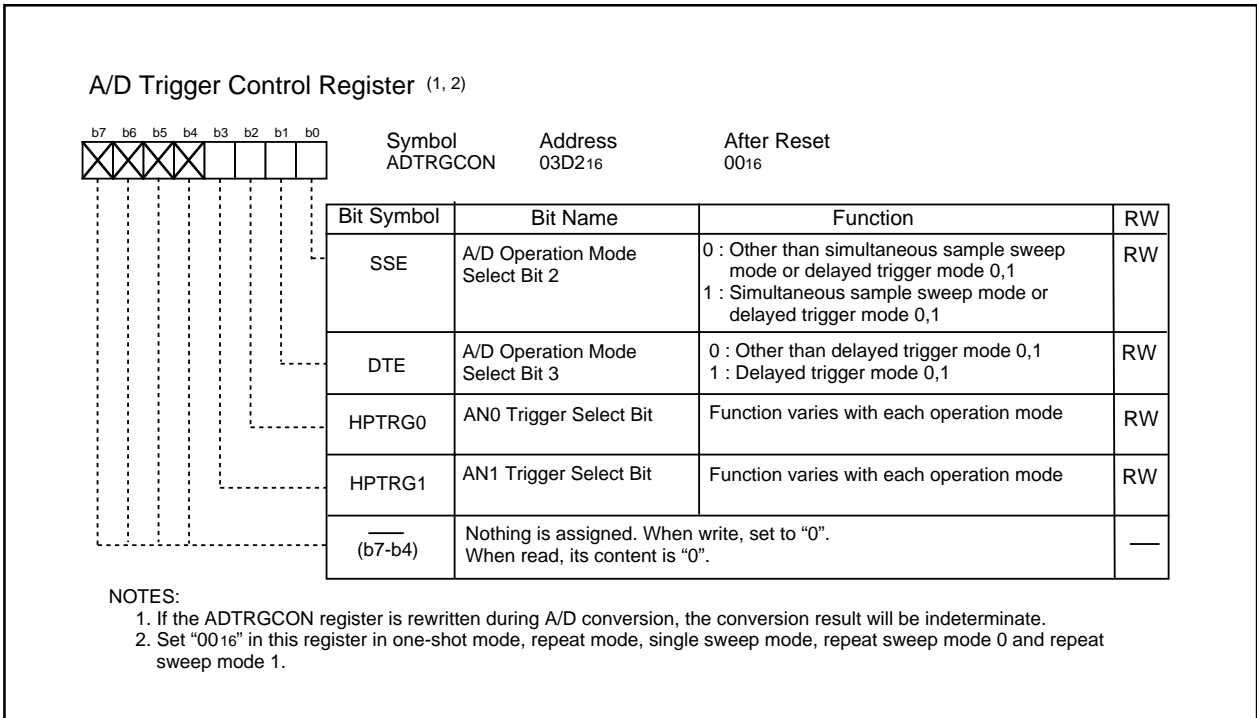 A/D Trigger Control Register (1, 2)
b7 b6 b5 b4 b3 b2 b1 b0
Symbol Address After Reset
ADTRGCON 03D216 0016
Bit Symbol Bit Name Function RW
SSE
A/D Operation Mode
Select Bit 2
0 : Other than simultaneous sample sweep
mode or delayed trigger mode 0,1
1 : Simultaneous sample sweep mode or
delayed trigger mode 0,1
RW
DTE
A/D Operation Mode
Select Bit 3
0 : Other than delayed trigger mode 0,1
1 : Delayed trigger mode 0,1
RW
HPTRG0 AN0 Trigger Select Bit Function varies with each operation mode RW
HPTRG1 AN1 Trigger Select Bit Function varies with each operation mode RW
(b7-b4)
Nothing is assigned. When write, set to “0”.
When read, its content is “0”.
NOTES:
1. If the ADTRGCON register is rewritten during A/D conversion, the conversion result will be indeterminate.
2. Set “0016” in this register in one-shot mode, repeat mode, single sweep mode, repeat sweep mode 0 and repeat
sweep mode 1.